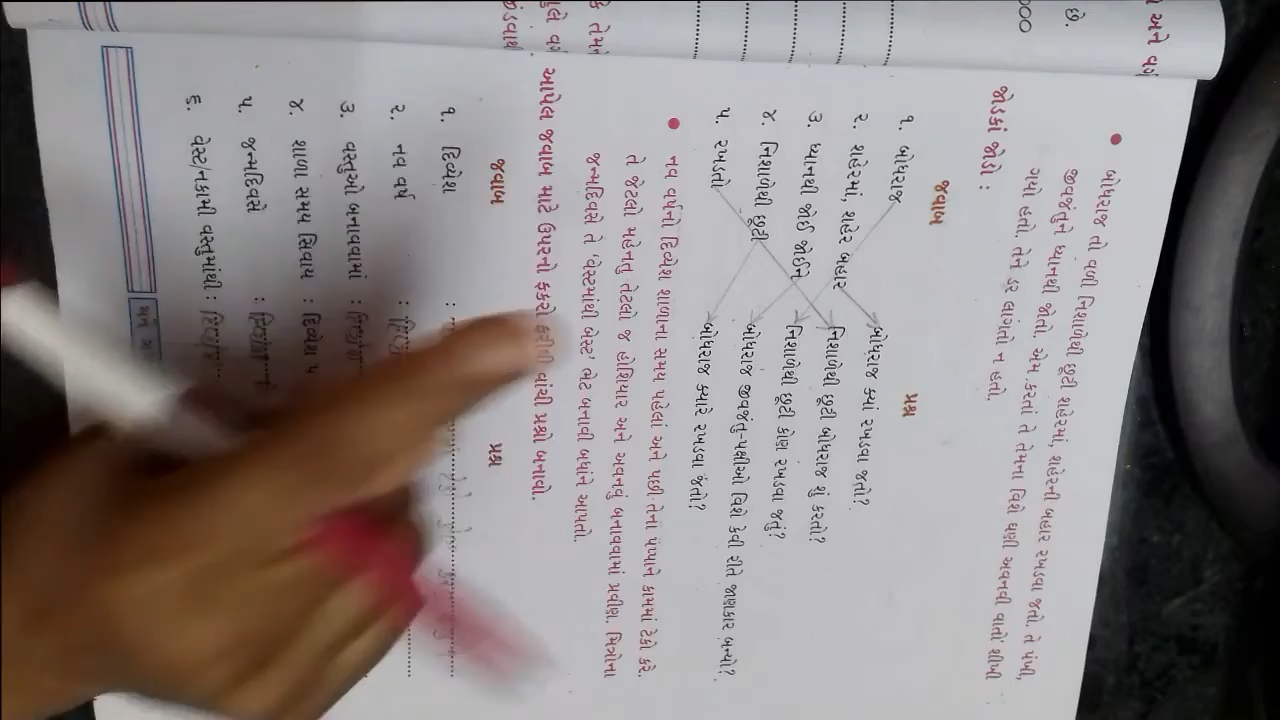 ● બોઘરાજ તો વળી નિશાળેથી છૂટી શહેરમાં, શહેરની બહાર રખડવા જતો. તે પંખી,
જીવજંતુને ધ્યાનથી જોતો. એમ કરતાં તે તેમના વિશે ઘણી અવનવી વાતો શીખી
ગયો હતો. તેને ડર લાગતો ન હતો.
જોડકાં જોડો :
જવાબ પ્રશ્ન
૧. બોધરાજ બોધરાજ ક્યાં રખડવા જતો?
૨. શહેરમાં, શહેર બહાર નિશાળેથી છૂટી બોધરાજ શું કરતો?
૩. ધ્યાનથી જોઈ જોઈને નિશાળેથી છૂટી કોણ રખડવા જતું?
૪. નિશાળેથી છૂટી બોધરાજ જીવજંતુ-પક્ષીઓ વિશે કેવી રીતે જાણકાર બન્યો?
૫. રખડતો બોધરાજ ક્યારે રખડવા જતો?
● નવ વર્ષનો દિવ્યેશ શાળાના સમય પહેલાં અને પછી તેના પપ્પાને કામમાં ટેકો કરે.
તે જેટલો મહેનતુ તેટલો જ હોશિયાર અને અવનવું બનાવવામાં પ્રવીણ. મિત્રોના
જન્મદિવસે તે 'વેસ્ટમાંથી બેસ્ટ' ભેટ બનાવી બધાંને આપતો.
આપેલ જવાબ માટે ઉપરનો ફકરો ફરીથી વાંચી પ્રશ્નો બનાવો.
જવાબ પ્રશ્ન
૧. દિવ્યેશ :
૨. નવ વર્ષ :
૩. વસ્તુઓ બનાવવામાં :
૪. શાળા સમય સિવાય :
૫. જન્મદિવસે :
૬. વેસ્ટ/નકામી વસ્તુમાંથી :